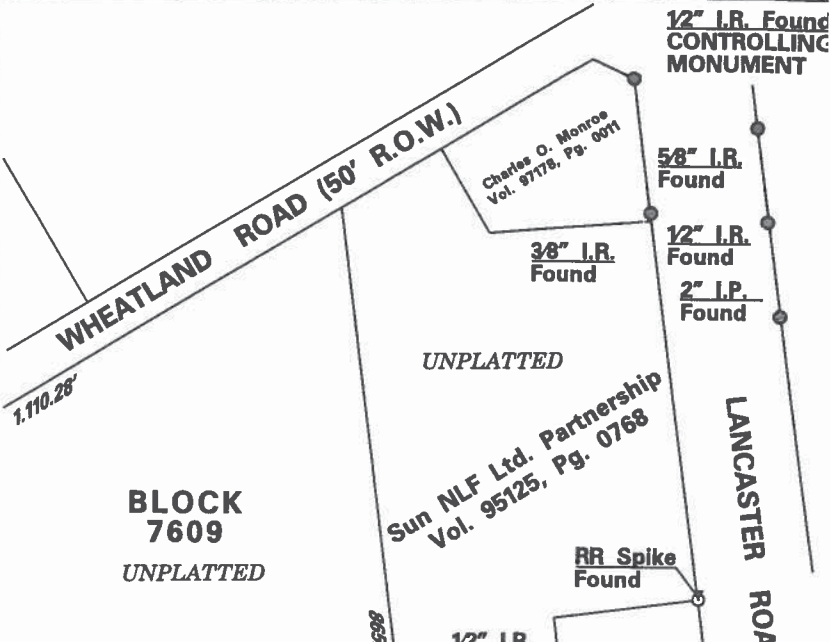 1/2" I.R. Found
CONTROLLING
MONUMENT
WHEATLAND ROAD (50' R.O.W.)
Charles O. Monroe
Vol. 97178, Pg. 0011
5/8" I.R.
Found
3/8" I.R.
Found
1/2" I.R.
Found
2" I.P.
Found
1,110.28'
UNPLATTED
Sun NLF Ltd. Partnership
Vol. 95125, Pg. 0768
LANCASTER ROA
BLOCK
7609
UNPLATTED
RR Spike
Found
1/2" I.R.